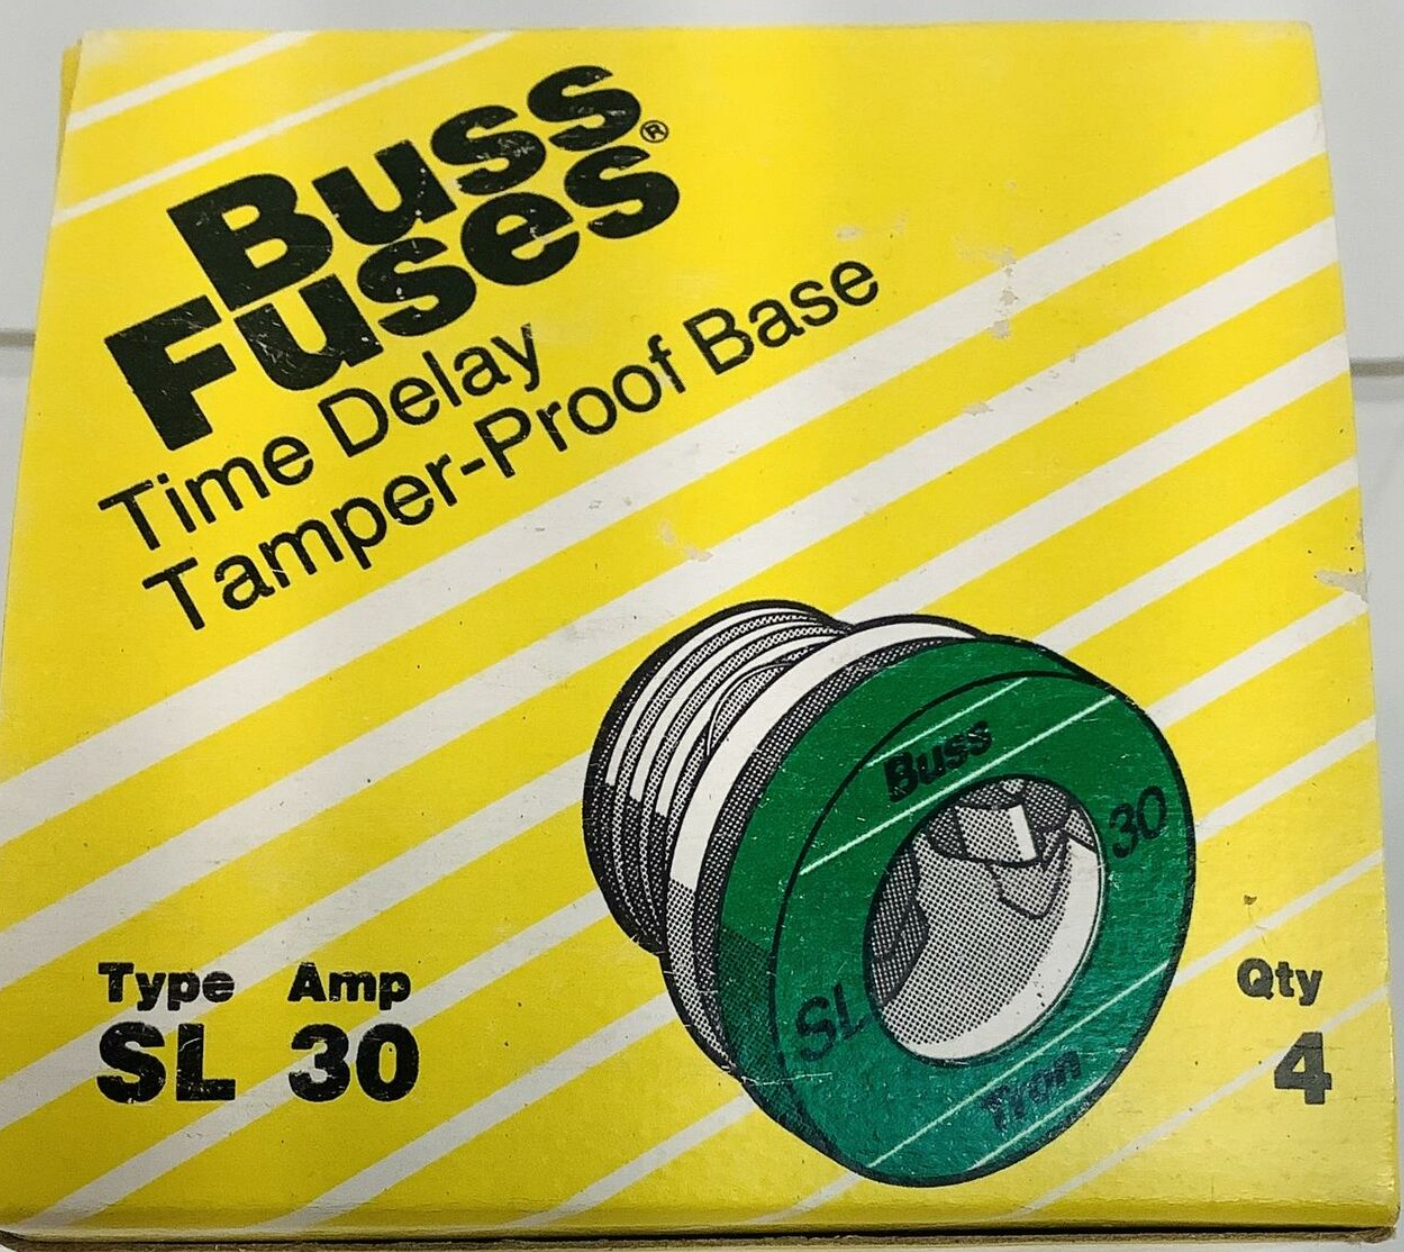 Buss
Fuses®
Time Delay
Tamper-Proof Base
Buss
30
SL
Tron
Type Amp
SL 30
Qty
4